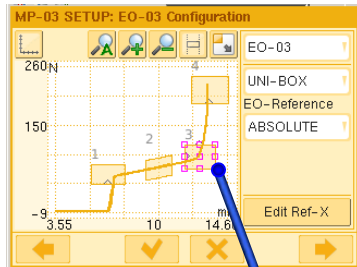 MP-03 SETUP: EO-03 Configuration
EO-03
260 N
4
UNI-BOX
EO-Reference
150
3
ABSOLUTE
2
1
-9
3.55
10
14.60
Edit Ref-X